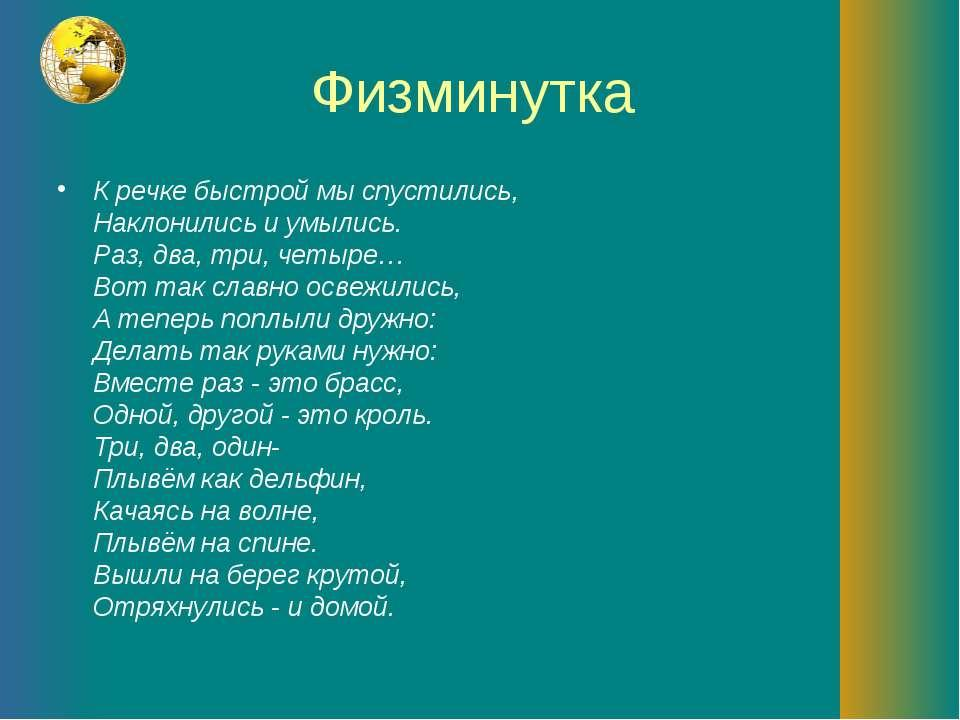 Физминутка
• К речке быстрой мы спустились,
Наклонились и умылись.
Раз, два, три, четыре…
Вот так славно освежились,
А теперь поплыли дружно:
Делать так руками нужно:
Вместе раз - это брасс,
Одной, другой - это кроль.
Три, два, один-
Плывём как дельфин,
Качаясь на волне,
Плывём на спине.
Вышли на берег крутой,
Отряхнулись - и домой.